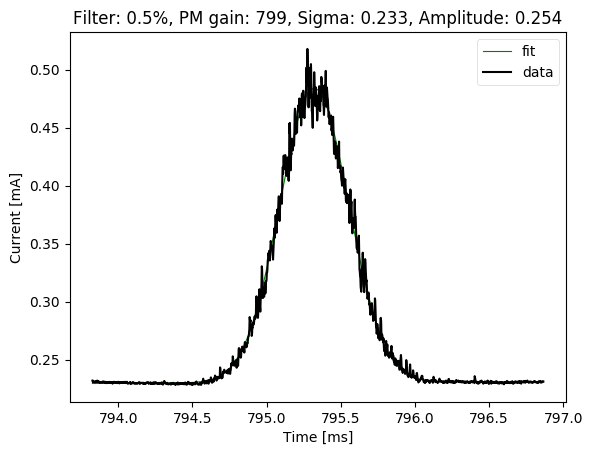 Filter: 0.5%, PM gain: 799, Sigma: 0.233, Amplitude: 0.254
fit
data
0.50
0.45
0.40
0.35
0.30
0.25
Current [mA]
794.0 794.5 795.0 795.5 796.0 796.5 797.0
Time [ms]